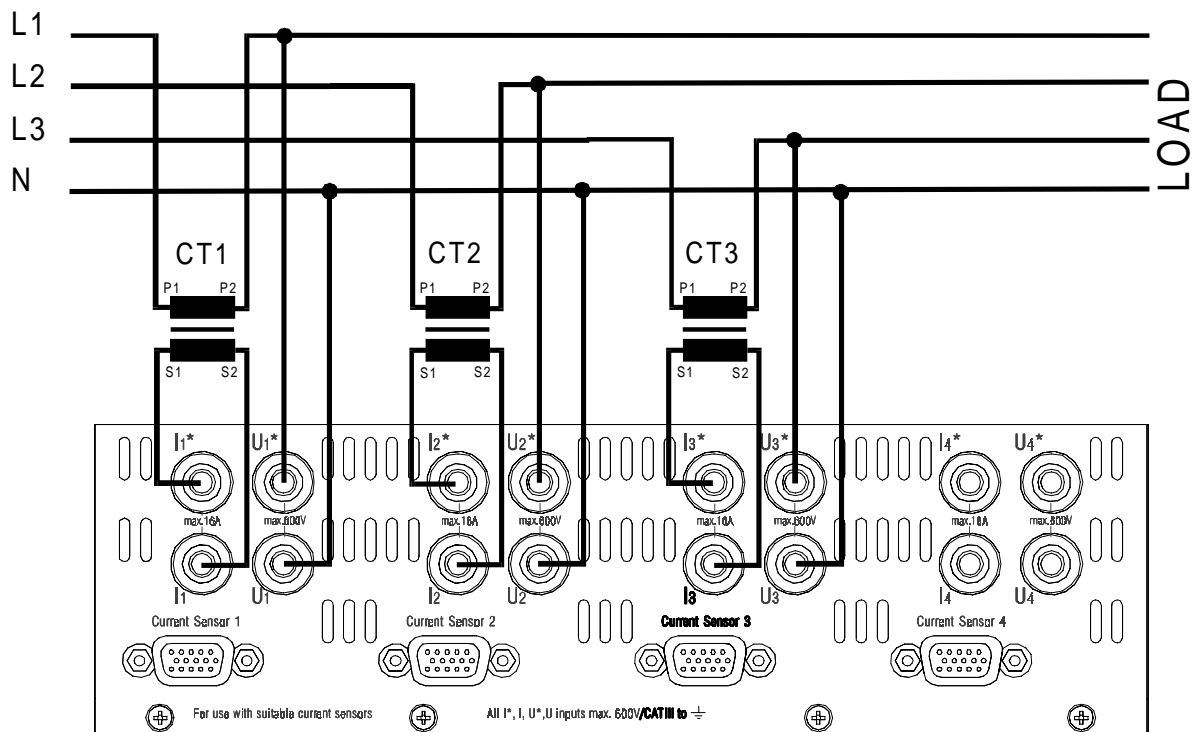 L1
L2
L3
N
LOAD
CT1 CT2 CT3
P1 P2 P1 P2 P1 P2
S1 S2 S1 S2 S1 S2
I1* U1* I2* U2* I3* U3* I4* U4*
max.16A max.600V max.16A max.600V max.16A max.600V max.16A max.600V
I1 U1 I2 U2 I3 U3 I4 U4
Current Sensor 1 Current Sensor 2 Current Sensor 3 Current Sensor 4
For use with suitable current sensors All I*, I, U*,U inputs max. 600V/CATIII to ⏚